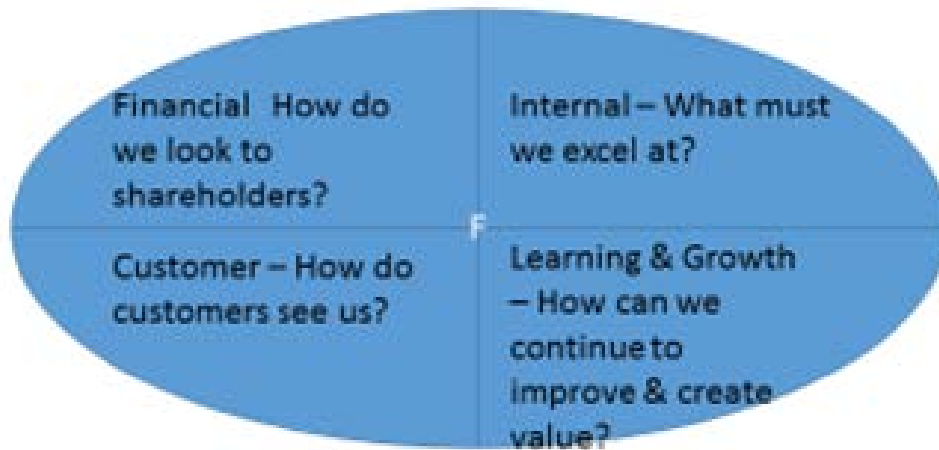 Financial  How do
we look to
shareholders?
Internal – What must
we excel at?
F
Customer – How do
customers see us?
Learning & Growth
– How can we
continue to
improve & create
value?